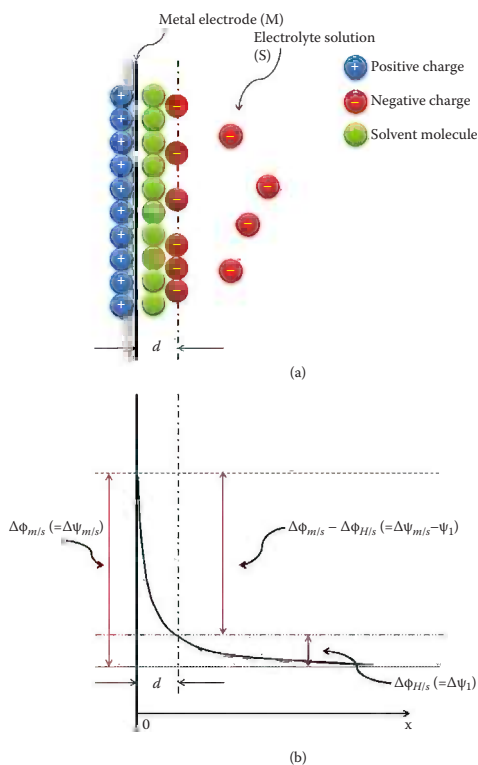 Metal electrode (M)
Electrolyte solution
(S)
+ Positive charge
− Negative charge
Solvent molecule
d
(a)
Δϕm/s (=Δψm/s)
Δϕm/s − ΔϕH/s (=Δψm/s−ψ1)
d
ΔϕH/s (=Δψ1)
0
x
(b)